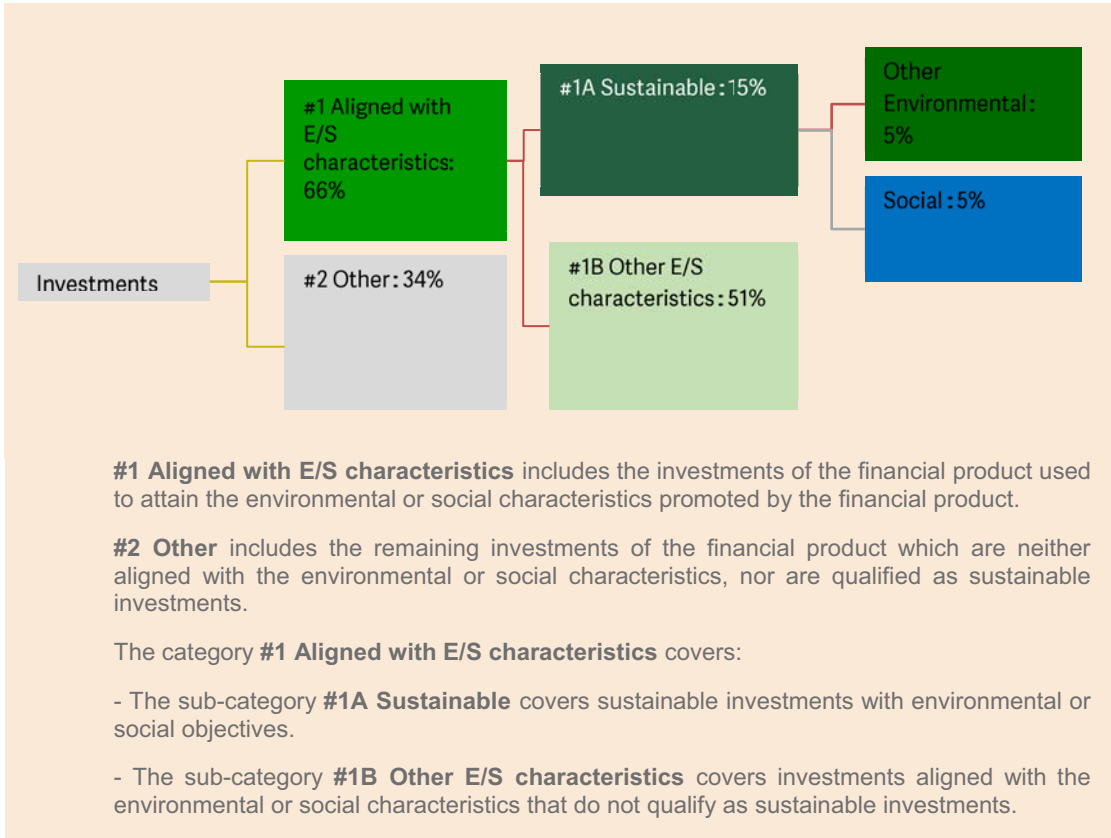 Investments
#1 Aligned with
E/S
characteristics:
66%
#2 Other: 34%
#1A Sustainable: 15%
#1B Other E/S
characteristics: 51%
Other
Environmental:
5%
Social: 5%
#1 Aligned with E/S characteristics includes the investments of the financial product used
to attain the environmental or social characteristics promoted by the financial product.
#2 Other includes the remaining investments of the financial product which are neither
aligned with the environmental or social characteristics, nor are qualified as sustainable
investments.
The category #1 Aligned with E/S characteristics covers:
- The sub-category #1A Sustainable covers sustainable investments with environmental or
social objectives.
- The sub-category #1B Other E/S characteristics covers investments aligned with the
environmental or social characteristics that do not qualify as sustainable investments.